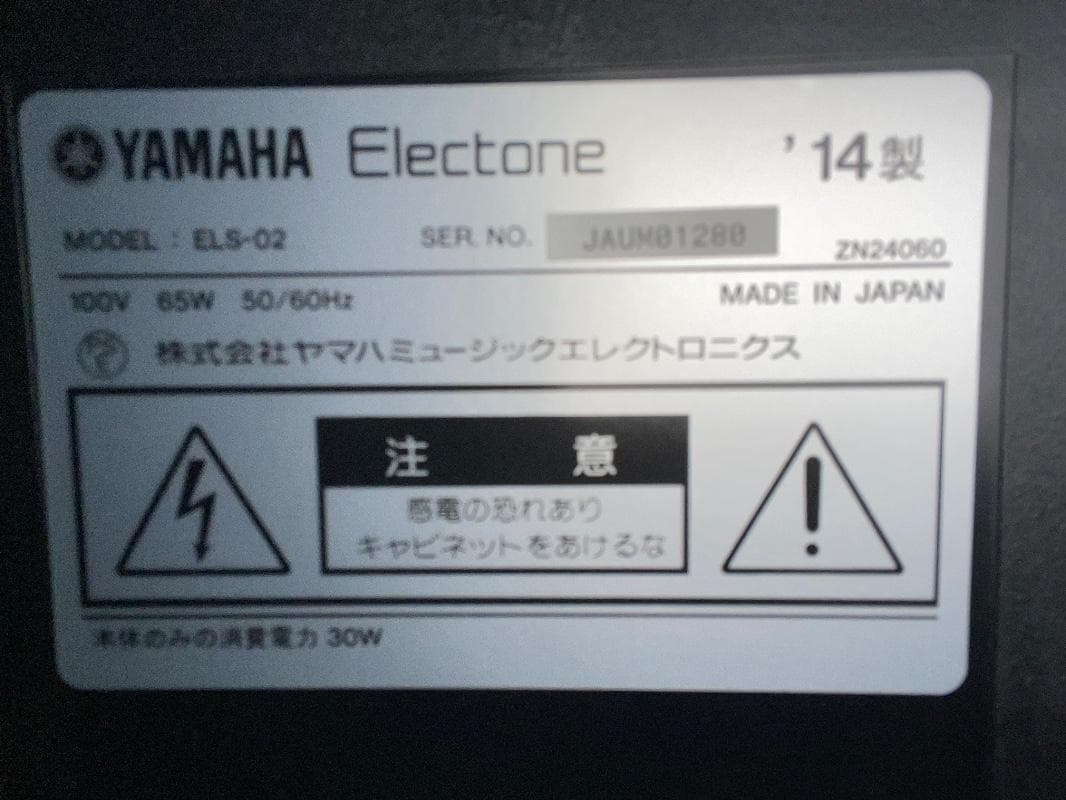 YAMAHA Electone '14製
MODEL : ELS-02 SER. NO. JAUM01280 ZN24060
100V 65W 50/60Hz MADE IN JAPAN
株式会社ヤマハミュージックエレクトロニクス
注意
感電の恐れあり
キャビネットをあけるな
本体のみの消費電力 30W